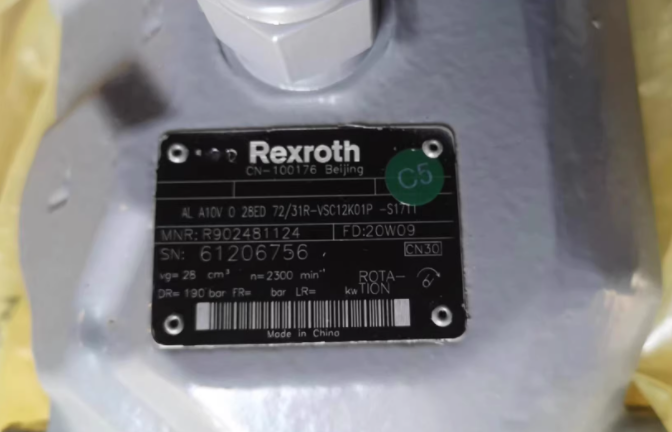 Rexroth
CN-100176 Beijing
C5
AL A10V O 28ED 72/31R-VSC12K01P -S1711
MNR: R902481124 FD:20W09
SN: 61206756 CN30
vg= 28 cm³ n=2300 min⁻¹ ROTA-
DR= 190 bar FR= bar LR= kw TION
Made in China